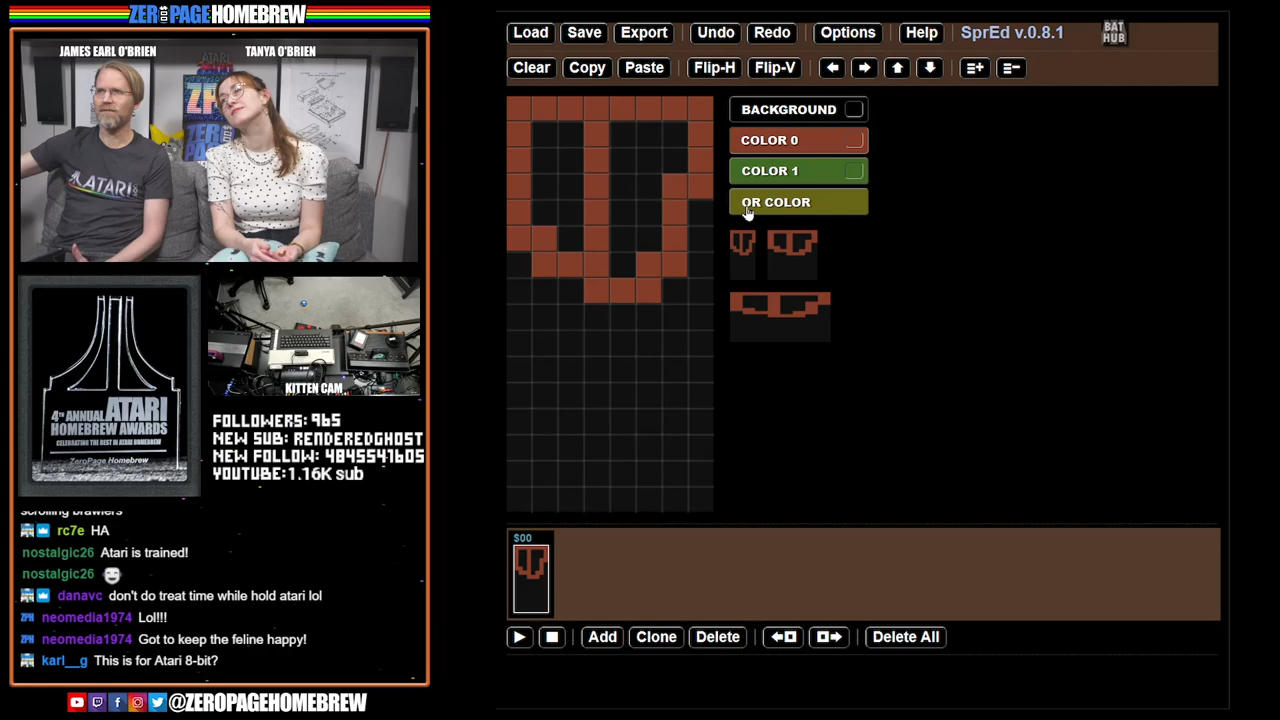 ZEROPAGE HOMEBREW
JAMES EARL O'BRIEN
TANYA O'BRIEN
ATARI
4TH ANNUAL ATARI
HOMEBREW AWARDS
CELEBRATING THE BEST IN ATARI HOMEBREW
ZeroPage Homebrew
KITTEN CAM
FOLLOWERS: 965
NEW SUB: RENDEREDGHOST
NEW FOLLOW: 4845541605
YOUTUBE:1.16K sub
scrolling brawlers
rc7e HA
nostalgic26 Atari is trained!
nostalgic26
danavc don't do treat time while hold atari lol
ZPH neomedia1974 Lol!!!
ZPH neomedia1974 Got to keep the feline happy!
karl__g This is for Atari 8-bit?
@ZEROPAGEHOMEBREW
Load Save Export Undo Redo Options Help SprEd v.0.8.1 BAT HUB
Clear Copy Paste Flip-H Flip-V
BACKGROUND
COLOR 0
COLOR 1
OR COLOR
$00
Add Clone Delete Delete All